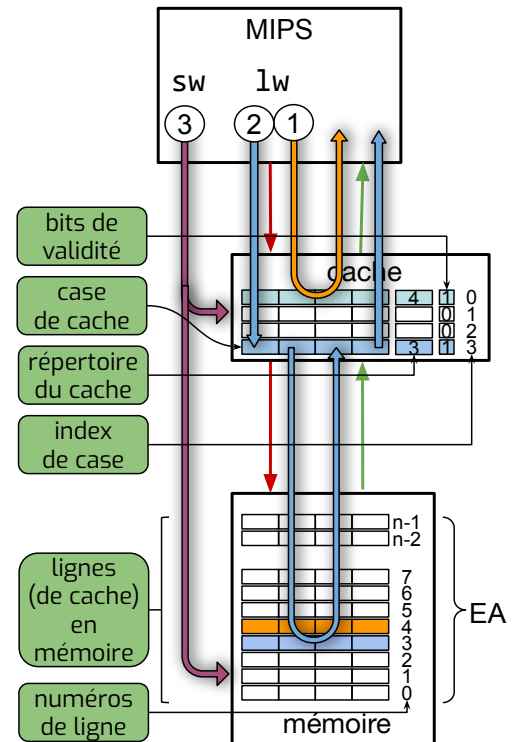 MIPS
sw lw
3 2 1
bits de
validité
cache
case
de cache
4 1 0
0 1
0 2
3 1 3
répertoire
du cache
index
de case
n-1
n-2
lignes
(de cache)
en
mémoire
7
6
5
4
3
2
1
0
EA
numéros
de ligne
mémoire